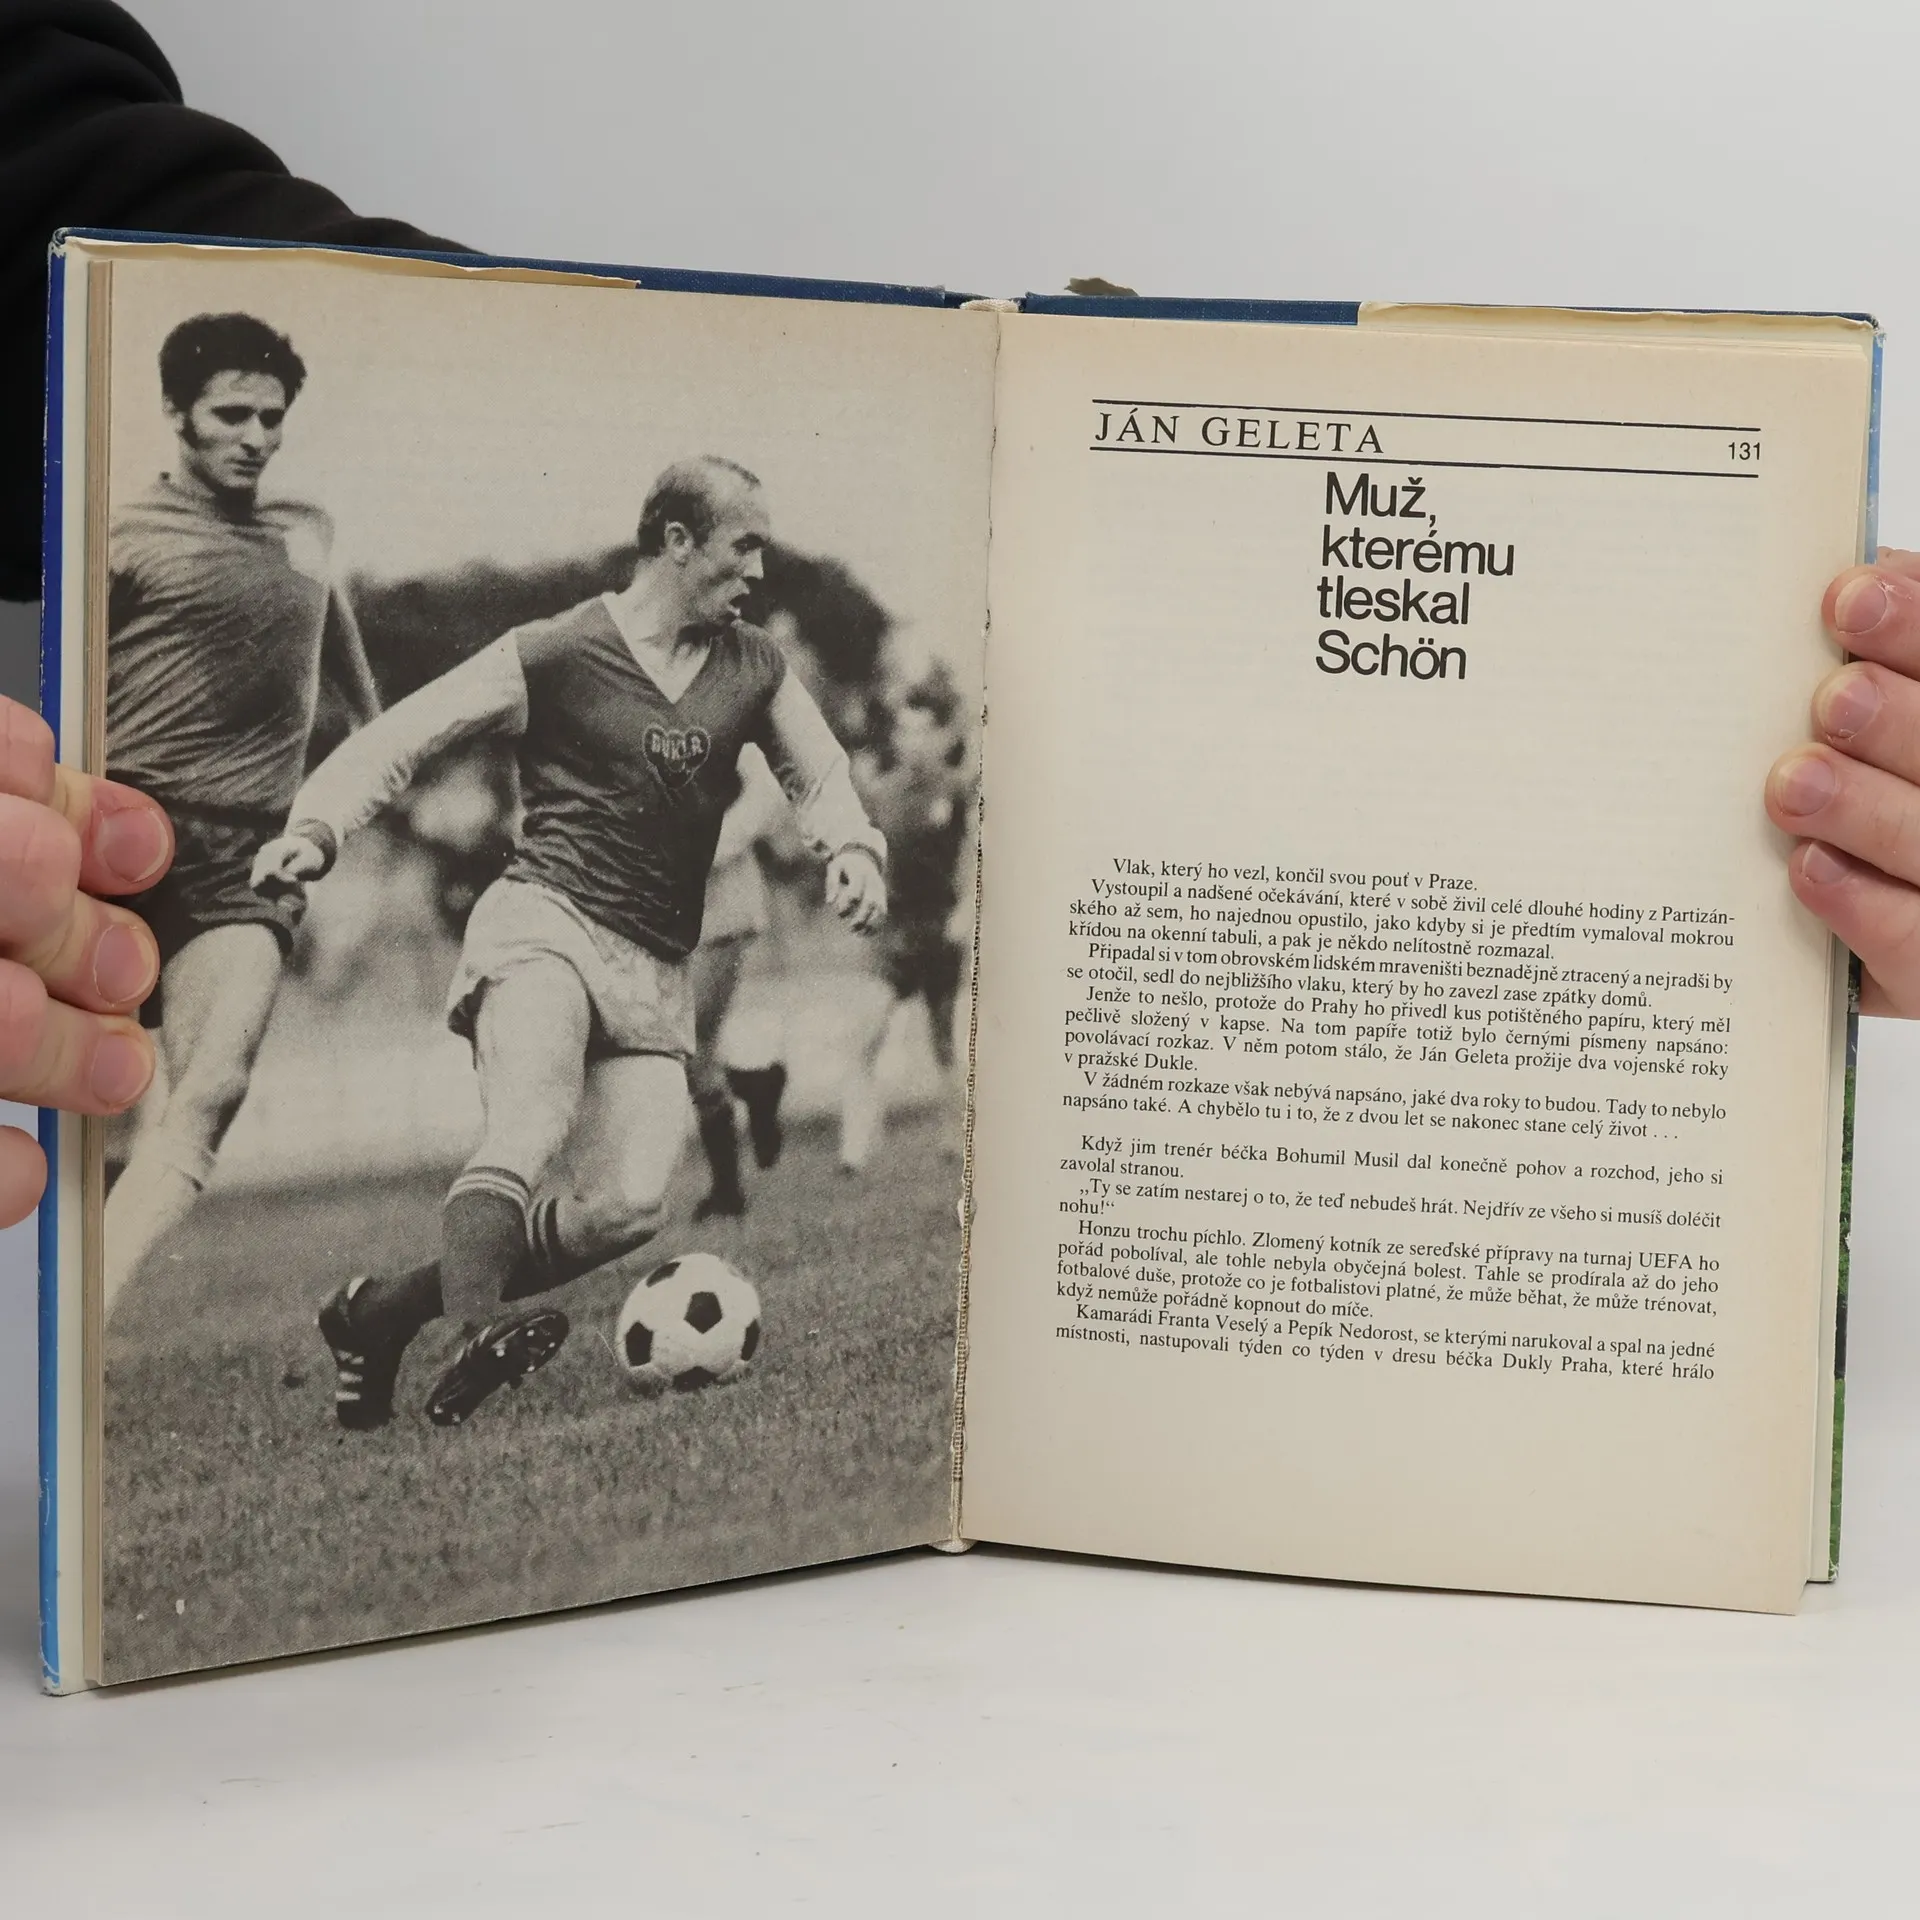 DUKLA
JÁN GELETA
131
Muž,
kterému
tleskal
Schön
Vlak, který ho vezl, končil svou pouť v Praze.
Vystoupil a nadšené očekávání, které v sobě živil celé dlouhé hodiny z Partizán-
ského až sem, ho najednou opustilo, jako kdyby si je předtím vymaloval mokrou
křídou na okenní tabuli, a pak je někdo nelítostně rozmazal.
Připadal si v tom obrovském lidském mraveništi beznadějně ztracený a nejradši by
se otočil, sedl do nejbližšího vlaku, který by ho zavezl zase zpátky domů.
Jenže to nešlo, protože do Prahy ho přivedl kus potištěného papíru, který měl
pečlivě složený v kapse. Na tom papíře totiž bylo černými písmeny napsáno:
povolávací rozkaz. V něm potom stálo, že Ján Geleta prožije dva vojenské roky
v pražské Dukle.
V žádném rozkaze však nebývá napsáno, jaké dva roky to budou. Tady to nebylo
napsáno také. A chybělo tu i to, že z dvou let se nakonec stane celý život . . .
Když jim trenér béčka Bohumil Musil dal konečně pohov a rozchod, jeho si
zavolal stranou.
„Ty se zatím nestarej o to, že teď nebudeš hrát. Nejdřív ze všeho si musíš doléčit
nohu!“
Honzu trochu píchlo. Zlomený kotník ze sereďské přípravy na turnaj UEFA ho
pořád pobolíval, ale tohle nebyla obyčejná bolest. Tahle se prodírala až do jeho
fotbalové duše, protože co je fotbalistovi platné, že může běhat, že může trénovat,
když nemůže pořádně kopnout do míče.
Kamarádi Franta Veselý a Pepík Nedorost, se kterými narukoval a spal na jedné
místnosti, nastupovali týden co týden v dresu béčka Dukly Praha, které hrálo